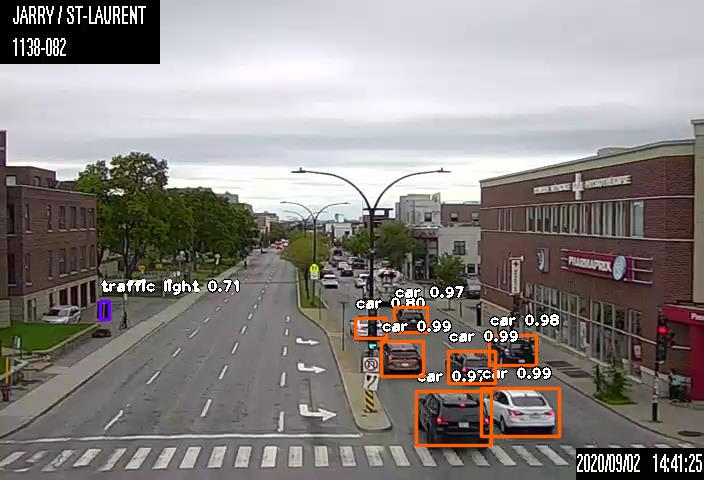 JARRY / ST-LAURENT
1138-082
PHARMAPRIX
traffic light 0.71
car 0.97
car 0.80
car 0.99
car 0.98
car 0.99
car 0.97
car 0.99
2020/09/02 14:41:25